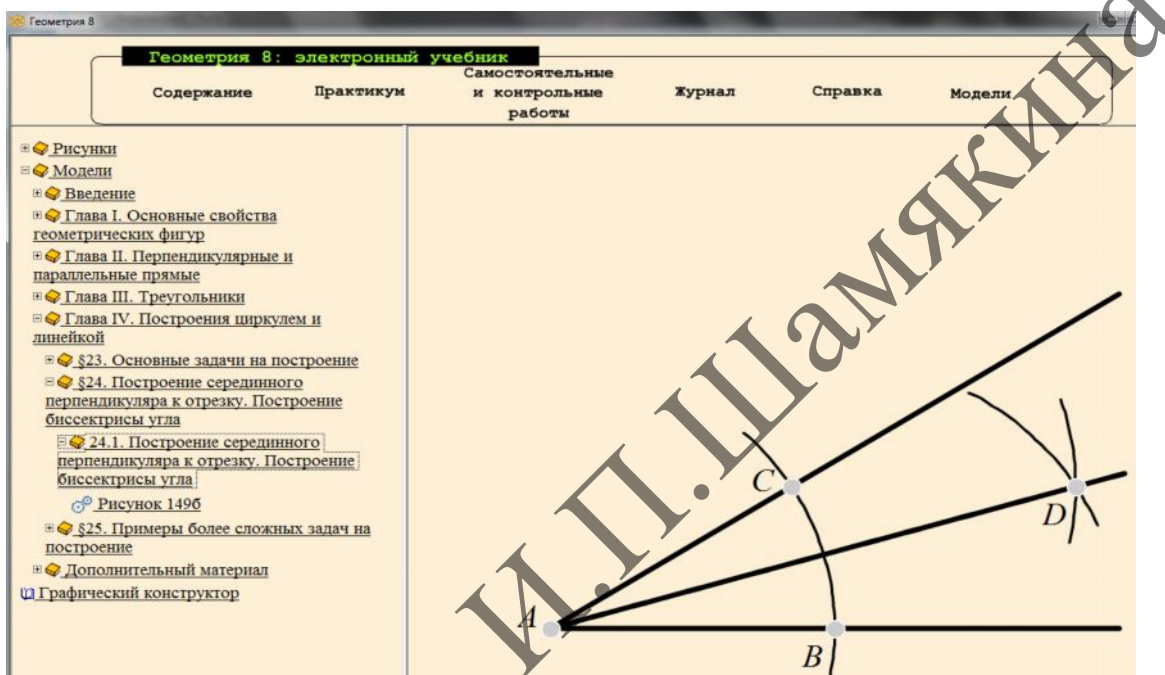 Геометрия 8
Геометрия 8: электронный учебник
Содержание
Практикум
Самостоятельные
и контрольные
работы
Журнал
Справка
Модели
Рисунки
Модели
Введение
Глава I. Основные свойства
геометрических фигур
Глава II. Перпендикулярные и
параллельные прямые
Глава III. Треугольники
Глава IV. Построения циркулем и
линейкой
§23. Основные задачи на построение
§24. Построение серединного
перпендикуляра к отрезку. Построение
биссектрисы угла
24.1. Построение серединного
перпендикуляра к отрезку. Построение
биссектрисы угла
Рисунок 149б
§25. Примеры более сложных задач на
построение
Дополнительный материал
Графический конструктор
C
D
A
B
И.П.Шамякина